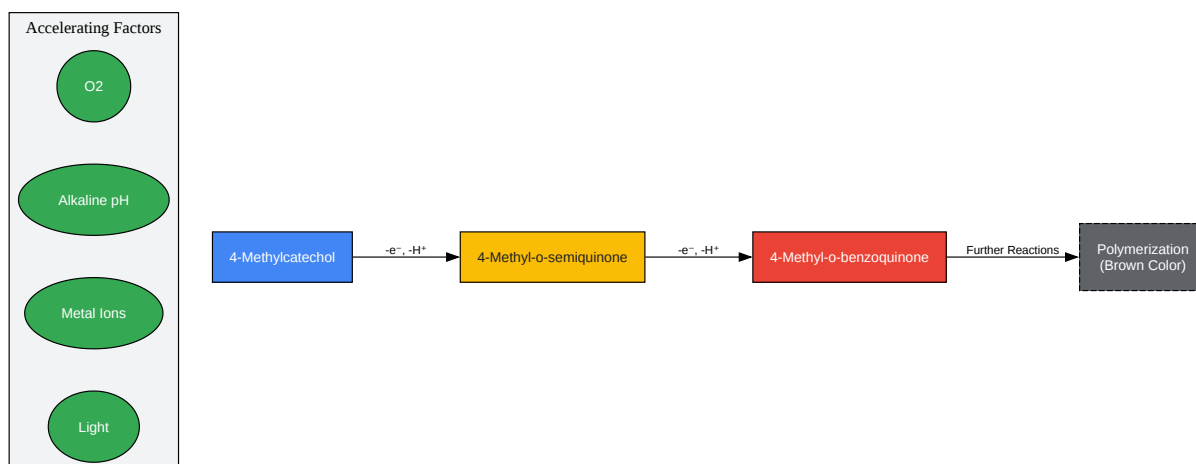 Accelerating Factors
O2
Alkaline pH
Metal Ions
Light
4-Methylcatechol
-e⁻, -H⁺
4-Methyl-o-semiquinone
-e⁻, -H⁺
4-Methyl-o-benzoquinone
Further Reactions
Polymerization
(Brown Color)